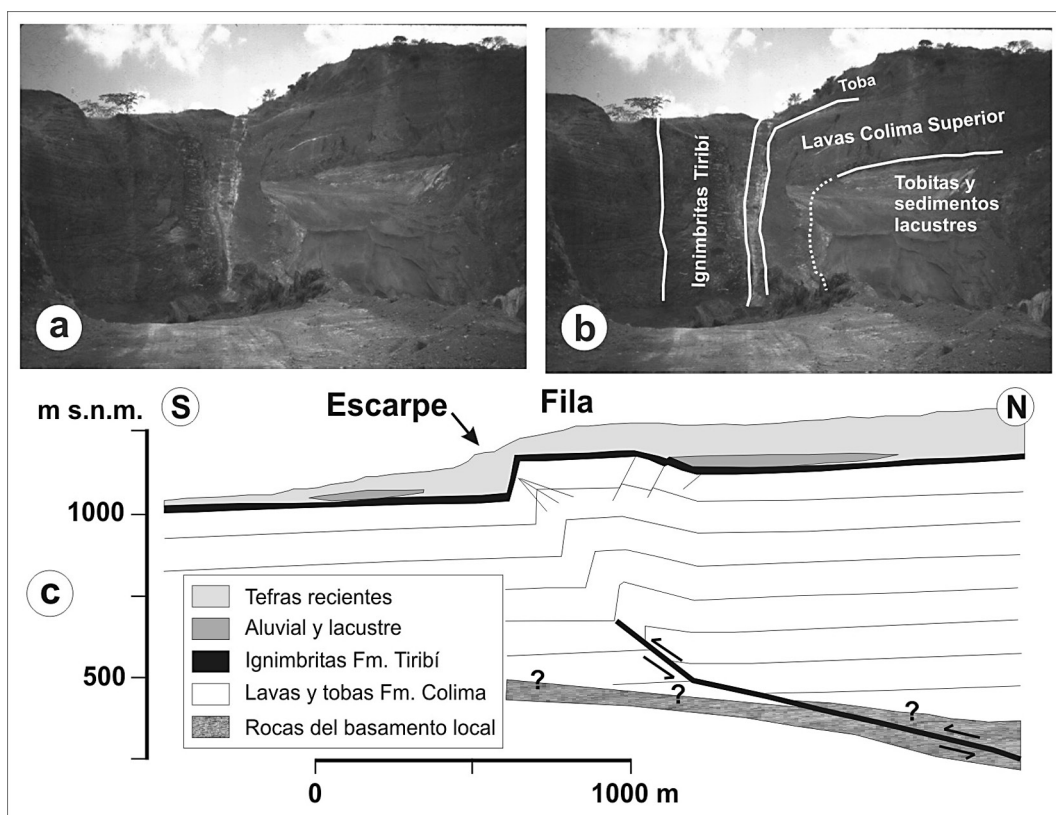 a
b
Toba
Lavas Colima Superior
Ignimbritas Tiribí
Tobitas y
sedimentos
lacustres
m s.n.m.
S
Escarpe
Fila
N
1000
500
c
Tefras recientes
Aluvial y lacustre
Ignimbritas Fm. Tiribí
Lavas y tobas Fm. Colima
Rocas del basamento local
?
?
?
0
1000 m